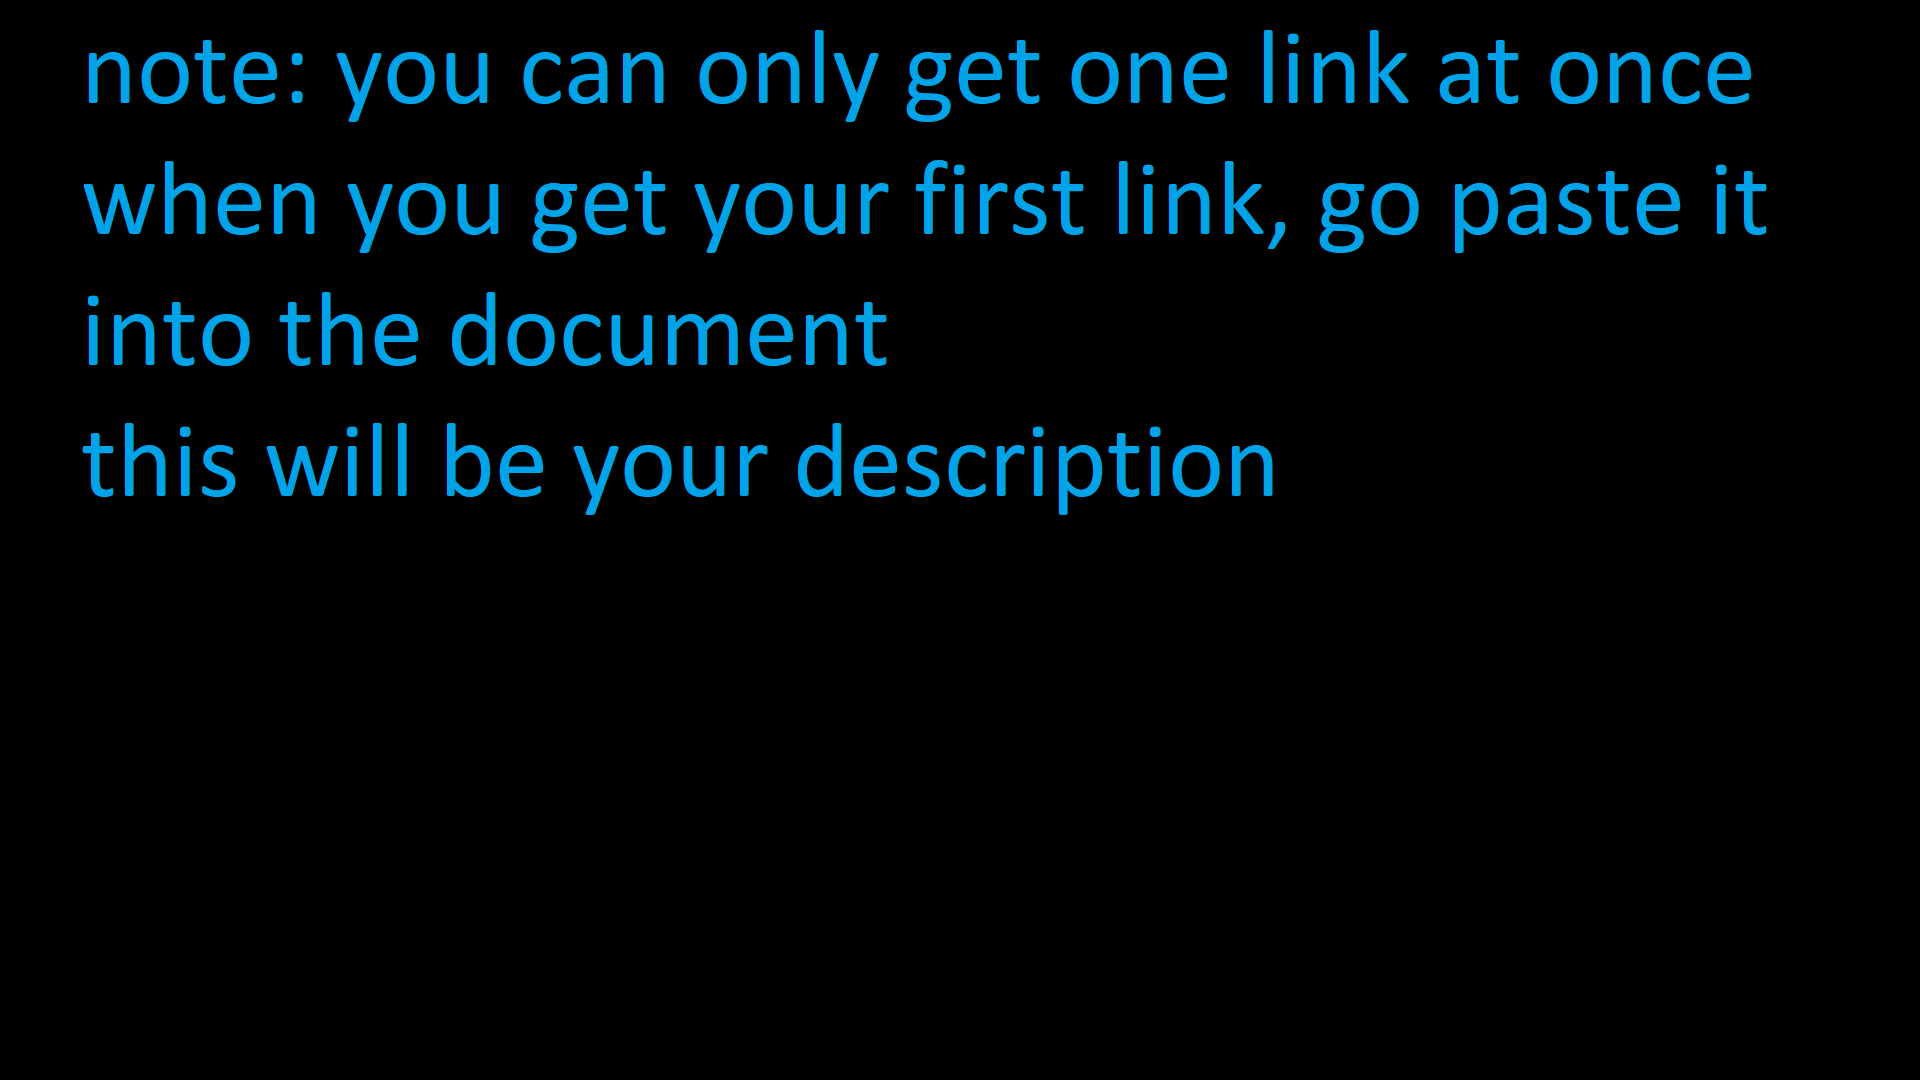 note: you can only get one link at once
when you get your first link, go paste it
into the document
this will be your description